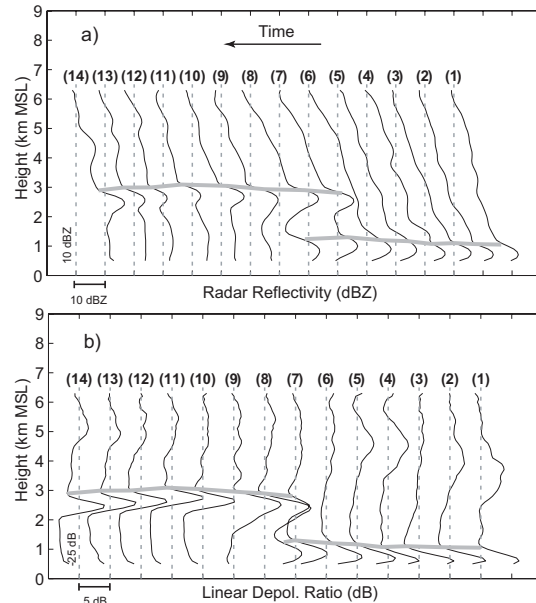 9
a)
Time
8
7
(14) (13) (12) (11) (10) (9) (8) (7) (6) (5) (4) (3) (2) (1)
6
5
Height (km MSL)
4
3
2
1
10 dBZ
0
10 dBZ
Radar Reflectivity (dBZ)
9
b)
8
7
(14) (13) (12) (11) (10) (9) (8) (7) (6) (5) (4) (3) (2) (1)
6
5
Height (km MSL)
4
3
2
1
-25 dB
0
5 dB
Linear Depol. Ratio (dB)